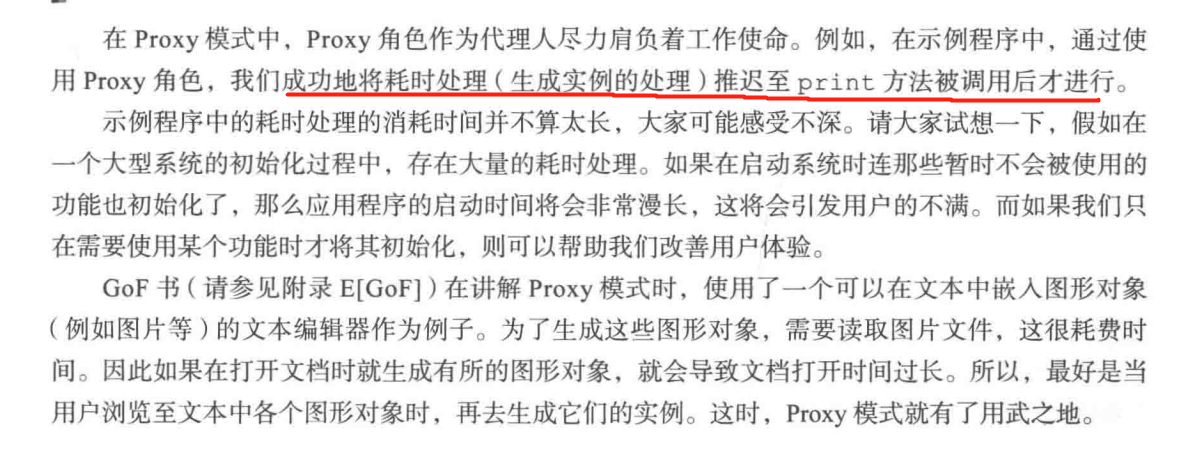 在 Proxy 模式中，Proxy 角色作为代理人尽力肩负着工作使命。例如，在示例程序中，通过使
用 Proxy 角色，我们成功地将耗时处理（生成实例的处理）推迟至 print 方法被调用后才进行。
示例程序中的耗时处理的消耗时间并不算太长，大家可能感受不深。请大家试想一下，假如在
一个大型系统的初始化过程中，存在大量的耗时处理。如果在启动系统时连那些暂时不会被使用的
功能也初始化了，那么应用程序的启动时间将会非常漫长，这将会引发用户的不满。而如果我们只
在需要使用某个功能时才将其初始化，则可以帮助我们改善用户体验。
GoF 书（请参见附录 E[GoF]）在讲解 Proxy 模式时，使用了一个可以在文本中嵌入图形对象
（例如图片等）的文本编辑器作为例子。为了生成这些图形对象，需要读取图片文件，这很耗费时
间。因此如果在打开文档时就生成有所的图形对象，就会导致文档打开时间过长。所以，最好是当
用户浏览至文本中各个图形对象时，再去生成它们的实例。这时，Proxy 模式就有了用武之地。